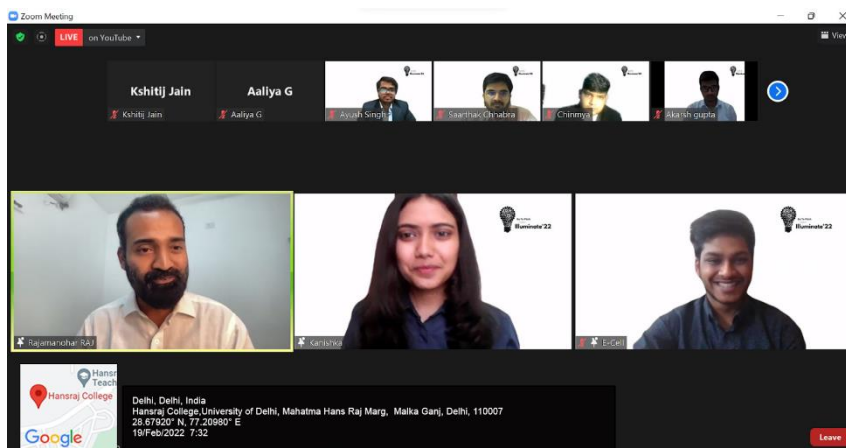 Zoom Meeting
LIVE on YouTube
View
Kshitij Jain
Aaliya G
Kshitij Jain
Aaliya G
Ayush Singh
Saarthak Chhabra
Chinmya
Akarsh gupta
Illuminate'22
Illuminate'22
Rajamanohar RAJ
Kanishka
E-Cell
Hansr
Teach
Hansraj College
Google
Delhi, Delhi, India
Hansraj College,University of Delhi, Mahatma Hans Raj Marg, Malka Ganj, Delhi, 110007
28.67920° N, 77.20980° E
19/Feb/2022 7:32
Leave